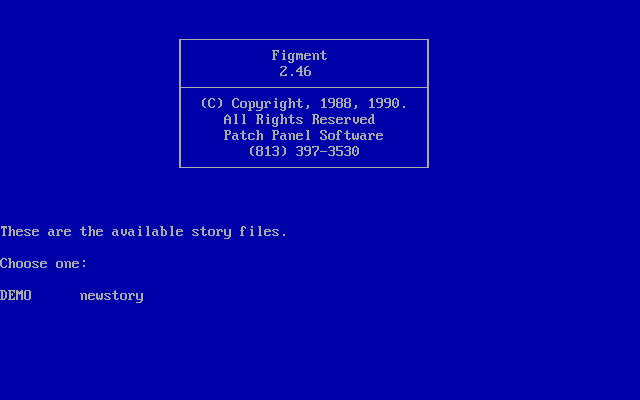 Figment
2.46
(C) Copyright, 1988, 1990.
All Rights Reserved
Patch Panel Software
(813) 397-3530
These are the available story files.
Choose one:
DEMO newstory